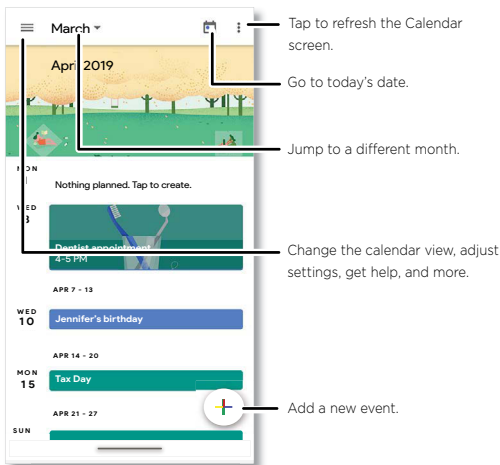 March
Tap to refresh the Calendar
screen.
April 2019
Go to today's date.
Jump to a different month.
MON
1
Nothing planned. Tap to create.
WED
3
Dentist appointment
4-5 PM
Change the calendar view, adjust
settings, get help, and more.
APR 7 - 13
WED
10
Jennifer's birthday
APR 14 - 20
MON
15
Tax Day
Add a new event.
APR 21 - 27
SUN